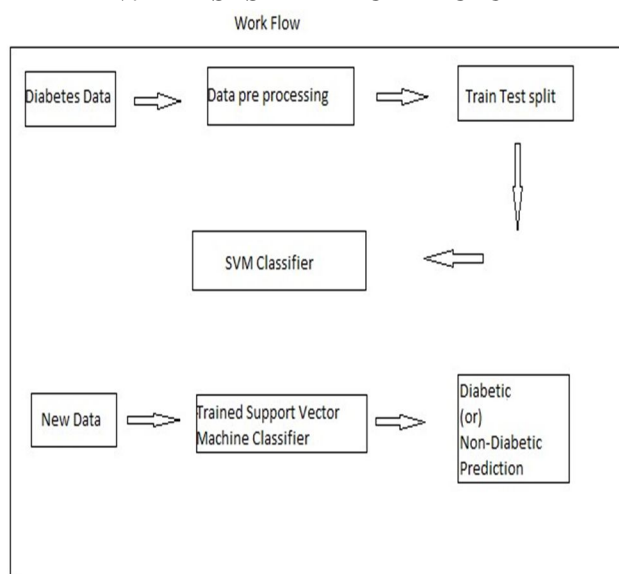 Work Flow
Diabetes Data
Data pre processing
Train Test split
SVM Classifier
New Data
Trained Support Vector
Machine Classifier
Diabetic
(or)
Non-Diabetic
Prediction